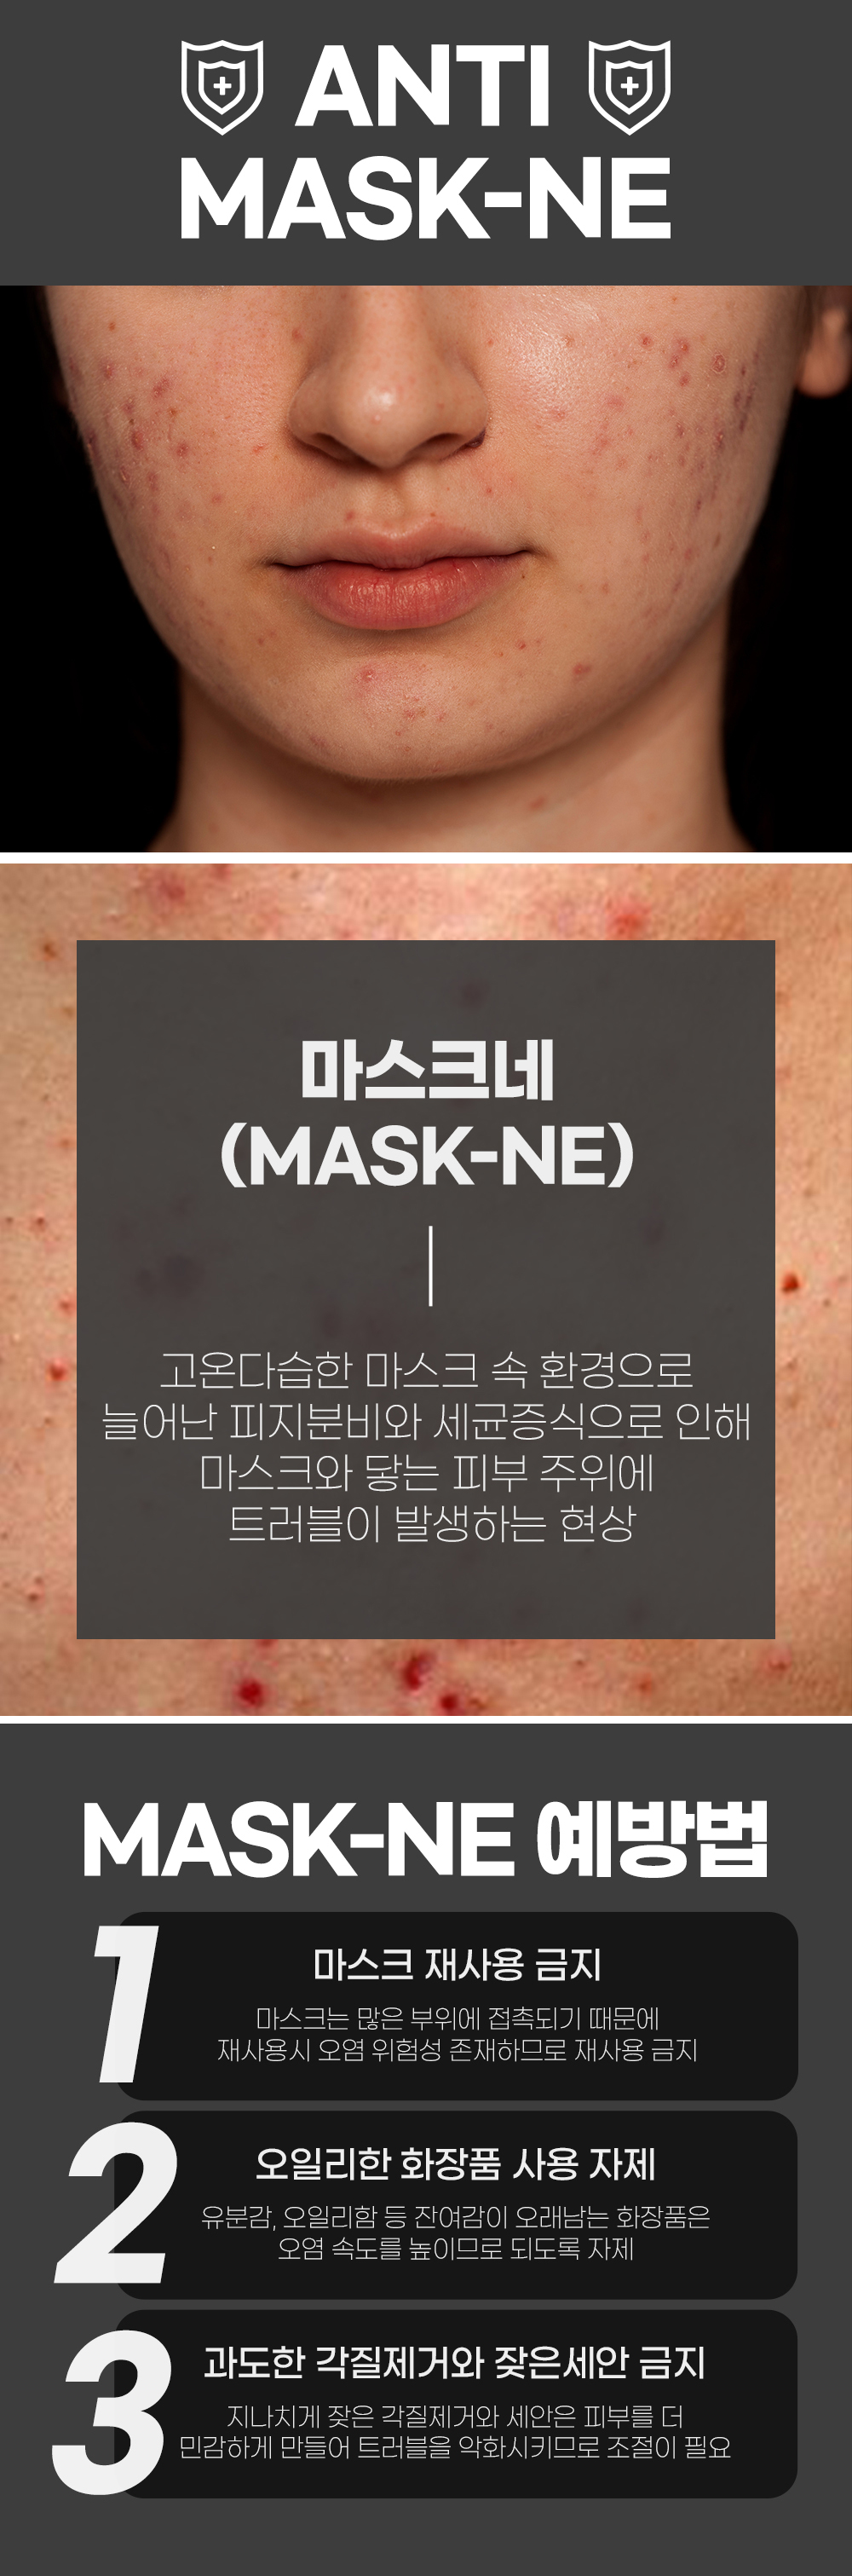 ANTI
MASK-NE
마스크네
(MASK-NE)
고온다습한 마스크 속 환경으로
늘어난 피지분비와 세균증식으로 인해
마스크와 닿는 피부 주위에
트러블이 발생하는 현상
MASK-NE 예방법
1
마스크 재사용 금지
마스크는 많은 부위에 접촉되기 때문에
재사용시 오염 위험성 존재하므로 재사용 금지
2
오일리한 화장품 사용 자제
유분감, 오일리함 등 잔여감이 오래남는 화장품은
오염 속도를 높이므로 되도록 자제
3
과도한 각질제거와 잦은세안 금지
지나치게 잦은 각질제거와 세안은 피부를 더
민감하게 만들어 트러블을 악화시키므로 조절이 필요